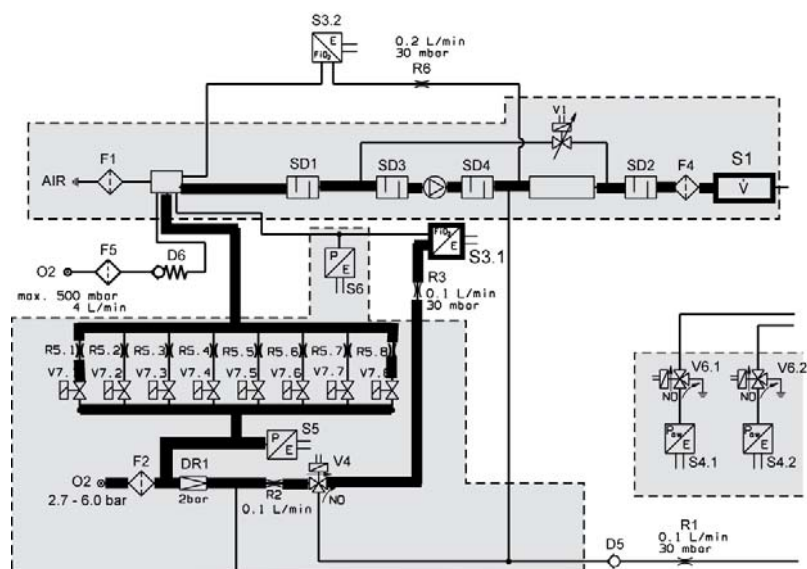 S3.2
E
FiO₂
0.2 L/min
30 mbar
R6
V1
F1
SD1
SD3
SD4
SD2
F4
S1
AIR
V̇
F5
D6
O2
max. 500 mbar
4 L/min
P
E
S6
FiO₂
E
S3.1
R3
0.1 L/min
30 mbar
R5.1
R5.2
R5.3
R5.4
R5.5
R5.6
R5.7
R5.8
V7.2
V7.3
V7.4
V7.5
V7.6
V7.7
V6.1
V6.2
NO
NO
P
E
S5
Paw
E
S4.1
Paw
E
S4.2
F2
DR1
V4
O2
2.7 - 6.0 bar
2bar
R2
0.1 L/min
NO
D5
R1
0.1 L/min
30 mbar